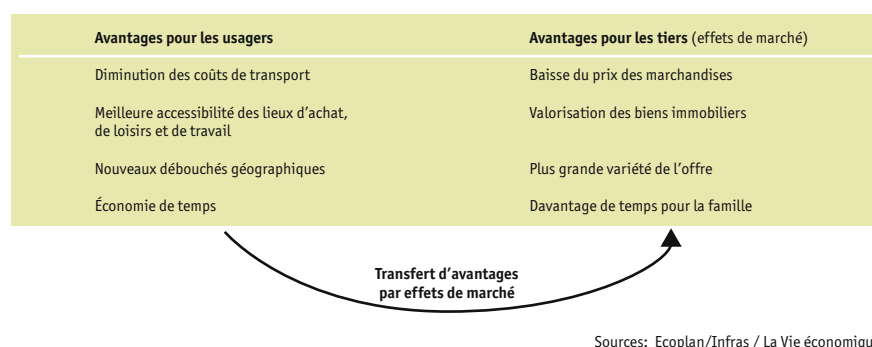 Avantages pour les usagers
Avantages pour les tiers (effets de marché)
Diminution des coûts de transport
Baisse du prix des marchandises
Meilleure accessibilité des lieux d’achat,
de loisirs et de travail
Valorisation des biens immobiliers
Nouveaux débouchés géographiques
Plus grande variété de l’offre
Économie de temps
Davantage de temps pour la famille
Transfert d’avantages
par effets de marché
Sources: Ecoplan/Infras / La Vie économiqu